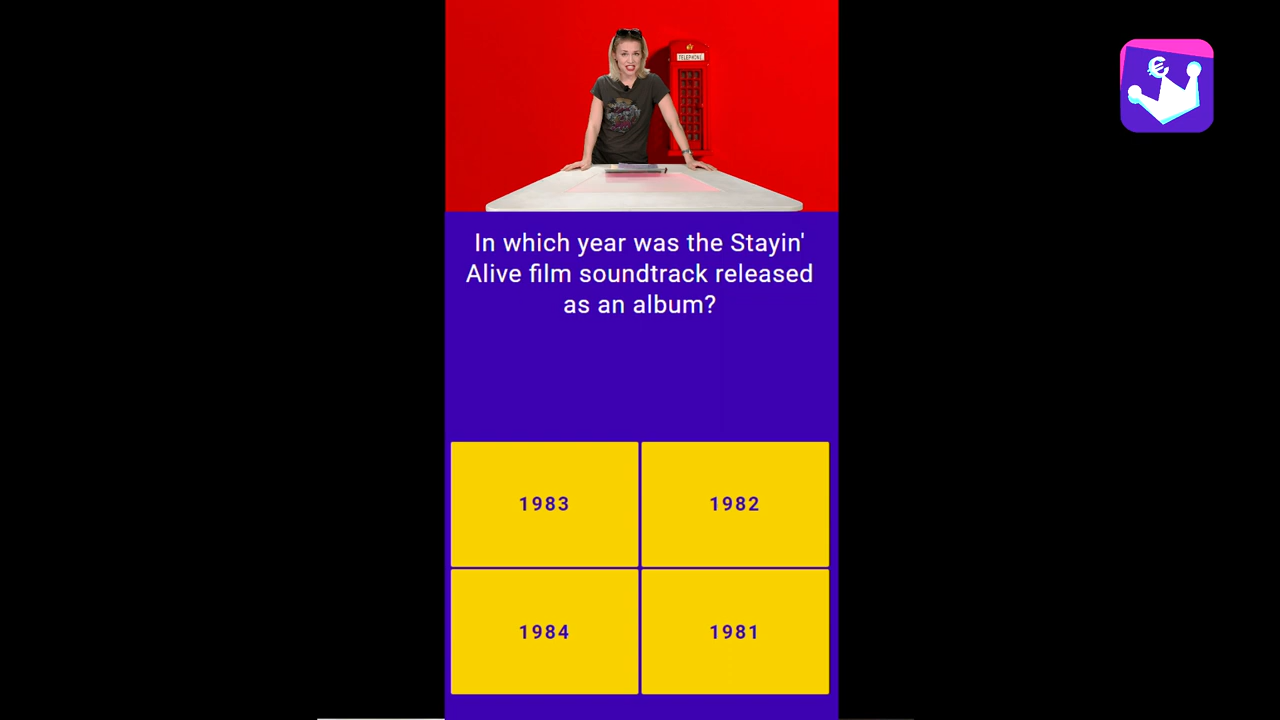 TELEPHONE
In which year was the Stayin'
Alive film soundtrack released
as an album?
1983
1982
1984
1981